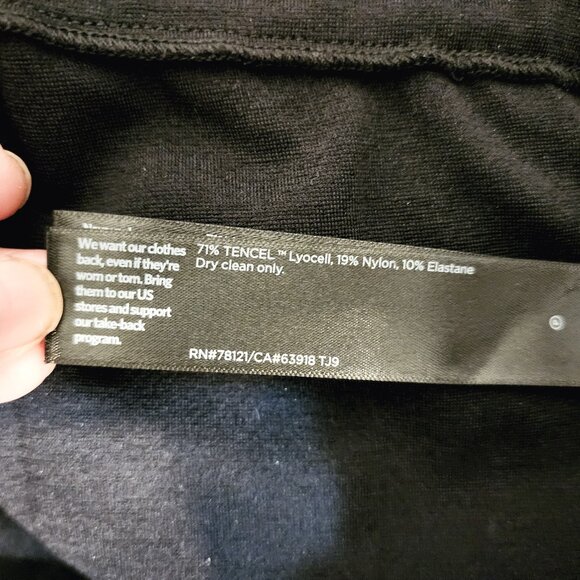 We want our clothes
back, even if they're
worn or torn. Bring
them to our US
stores and support
our take-back
program.
71% TENCEL™ Lyocell, 19% Nylon, 10% Elastane
Dry clean only.
RN#78121/CA#63918 TJ9